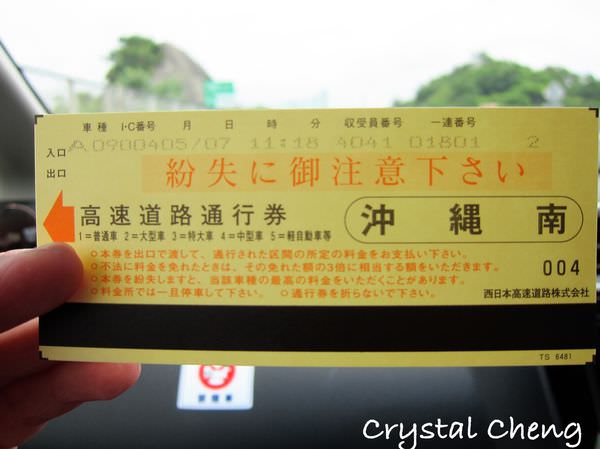 車種 I·C番号 月 日 時 分 収受員番号 一連番号
入口 A 0900405/07 11:18 4041 01801 2
出口 紛失に御注意下さい
高速道路通行券 沖縄南
1=普通車 2=大型車 3=特大車 4=中型車 5=軽自動車等
○本券を出口で渡して、通行された区間の所定の料金をお支払い下さい。
○不法に料金を免れたときは、その免れた額の3倍に相当する額をいただきます。
○本券を紛失しますと、当該車種の最高の料金をいただくことがあります。
○料金所では一旦停車して下さい。 ○通行券を折らないで下さい。
004
西日本高速道路株式会社
TS 6481
Crystal Cheng